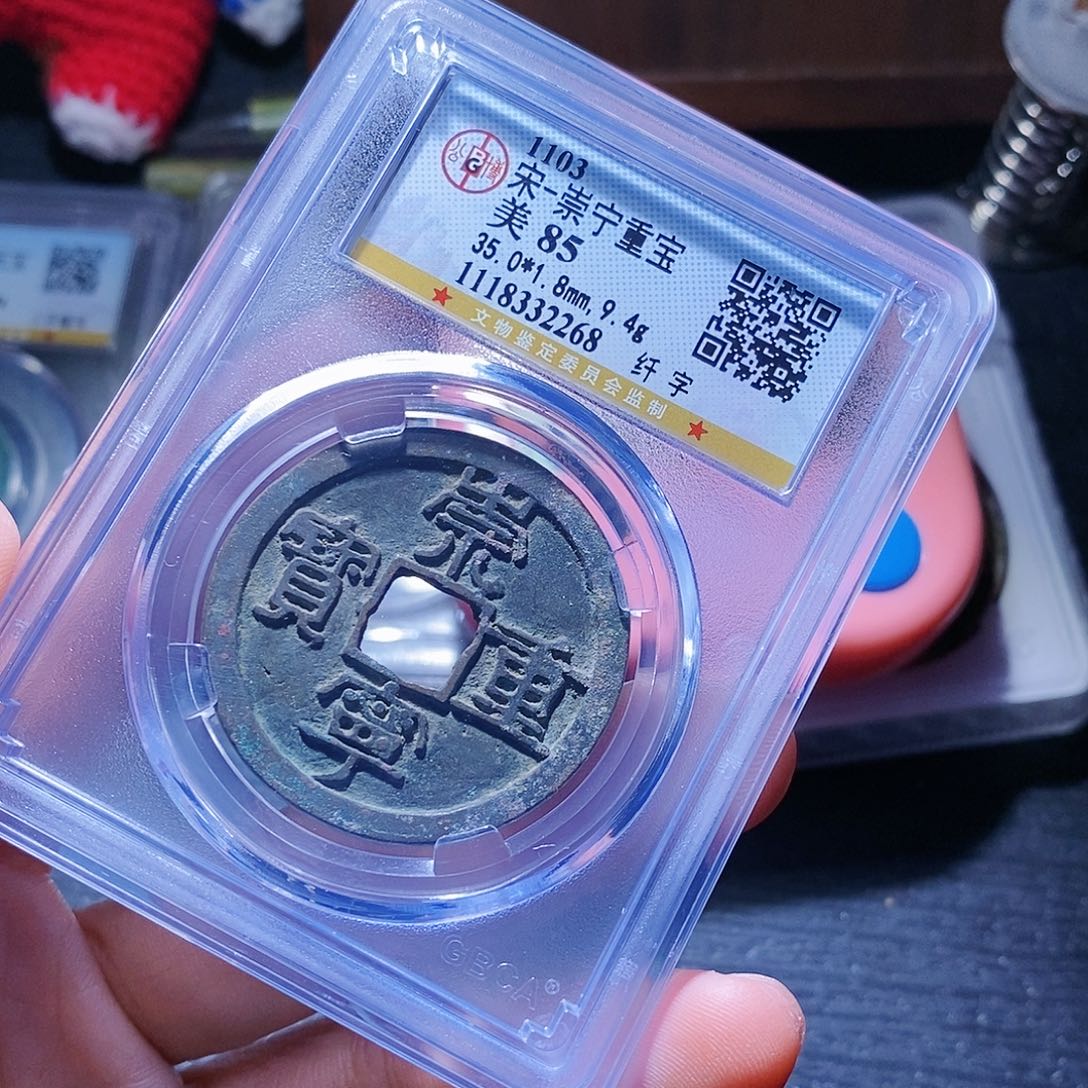 1103
宋-崇宁重宝
美 85
35.0*1.8mm, 9.4g
1118332268 纤字
★ 文物鉴定委员会监制 ★
崇寧重寶
GBCA®